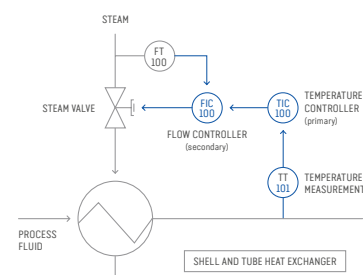 STEAM
FT
100
STEAM VALVE
FIC
100
TIC
100
TEMPERATURE
CONTROLLER
(primary)
FLOW CONTROLLER
(secondary)
TT
101
TEMPERATURE
MEASUREMENT
PROCESS
FLUID
SHELL AND TUBE HEAT EXCHANGER